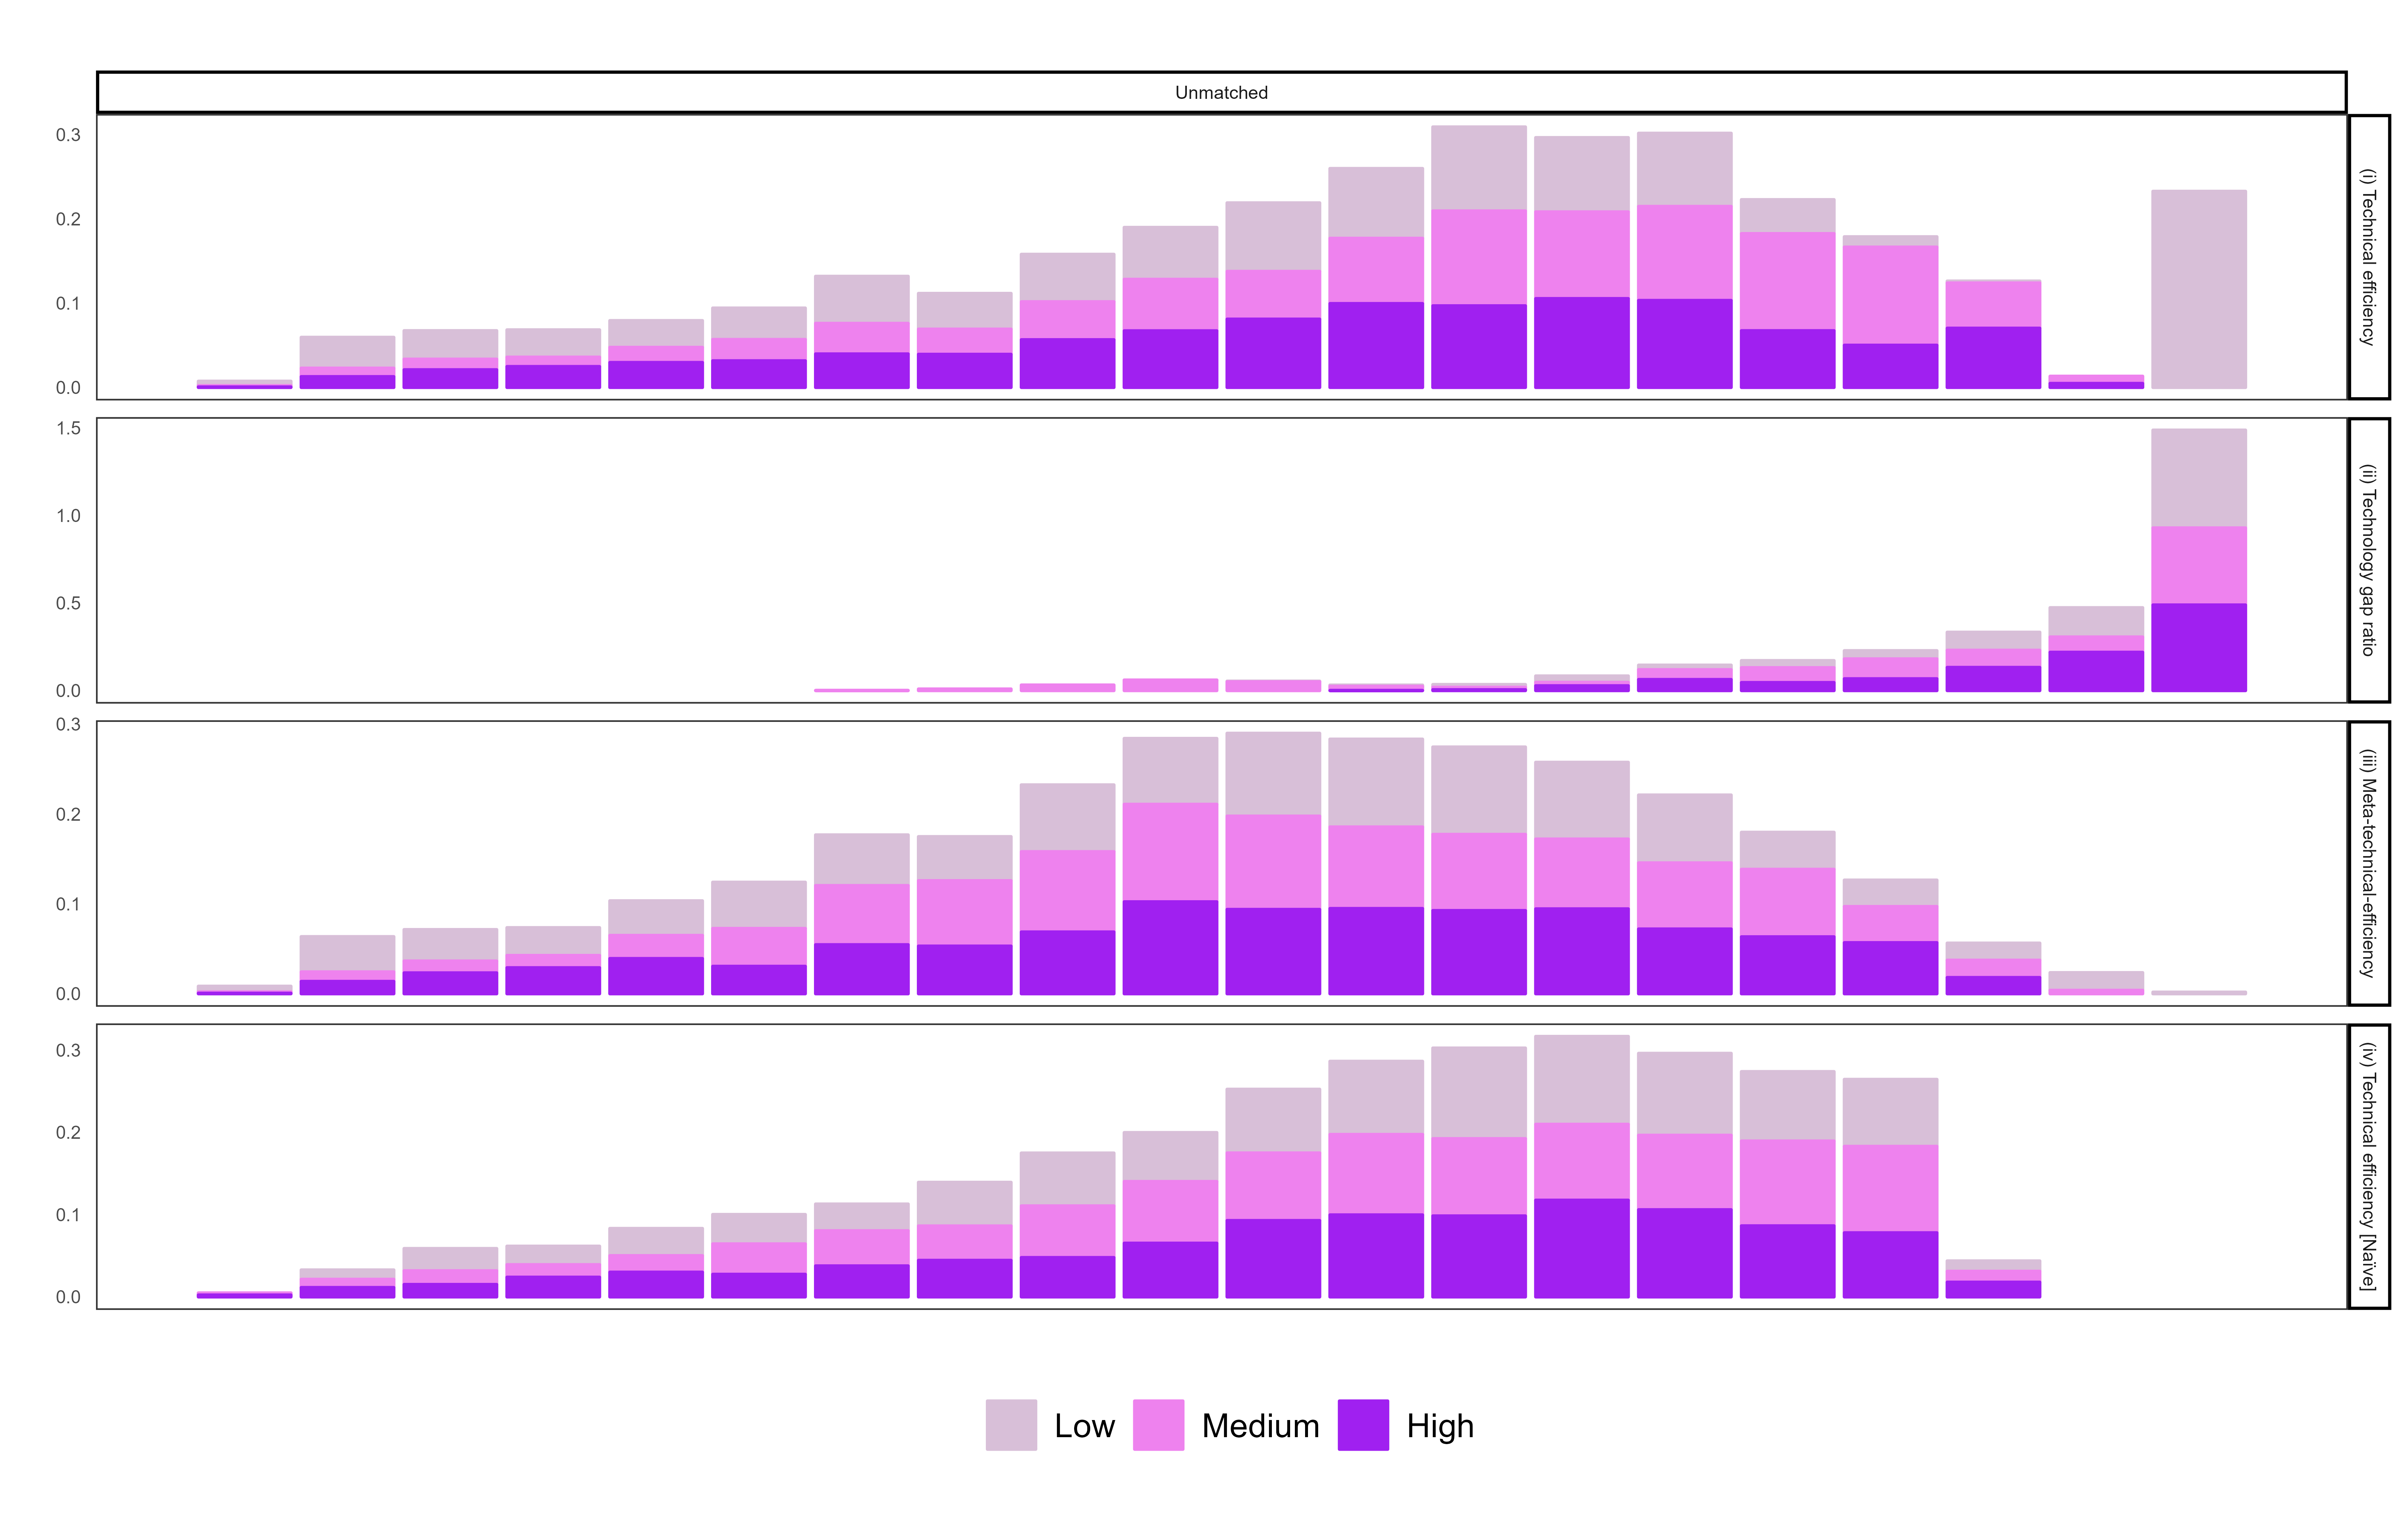 Unmatched
0.3
0.2
0.1
0.0
(i) Technical efficiency
1.5
1.0
0.5
0.0
(ii) Technology gap ratio
0.3
0.2
0.1
0.0
(iii) Meta-technical-efficiency
0.3
0.2
0.1
0.0
(iv) Technical efficiency [Naïve]
Low Medium High